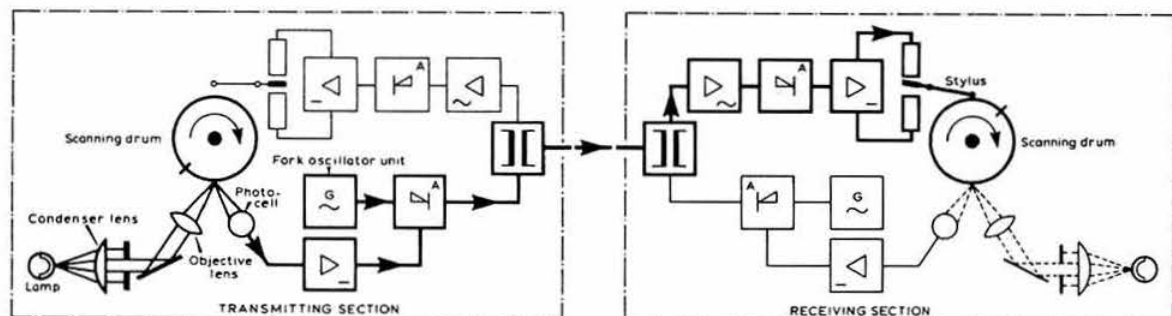 A
A
Stylus
Scanning drum
Scanning drum
Fork oscillator unit
Photo-
cell
G
A
A
G
Condenser lens
Objective
lens
Lamp
TRANSMITTING SECTION
RECEIVING SECTION